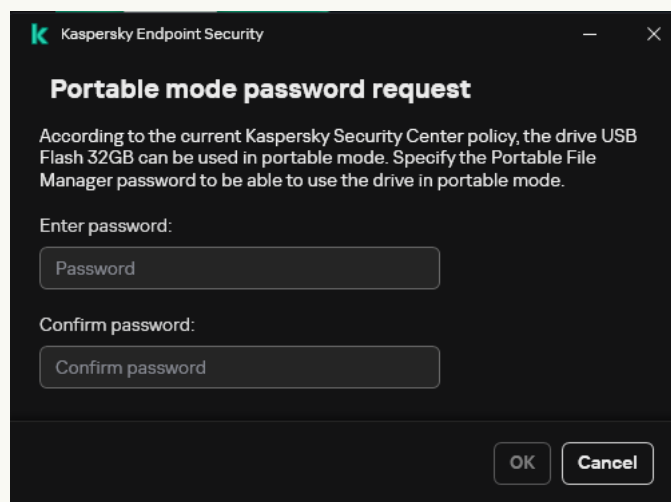 Kaspersky Endpoint Security
Portable mode password request
According to the current Kaspersky Security Center policy, the drive USB
Flash 32GB can be used in portable mode. Specify the Portable File
Manager password to be able to use the drive in portable mode.
Enter password:
Password
Confirm password:
Confirm password
OK
Cancel